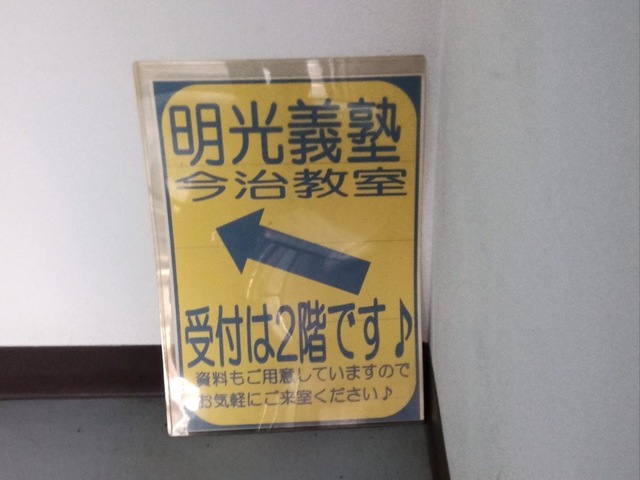 明光義塾
今治教室
受付は2階です♪
資料もご用意していますので
お気軽にご来室ください♪